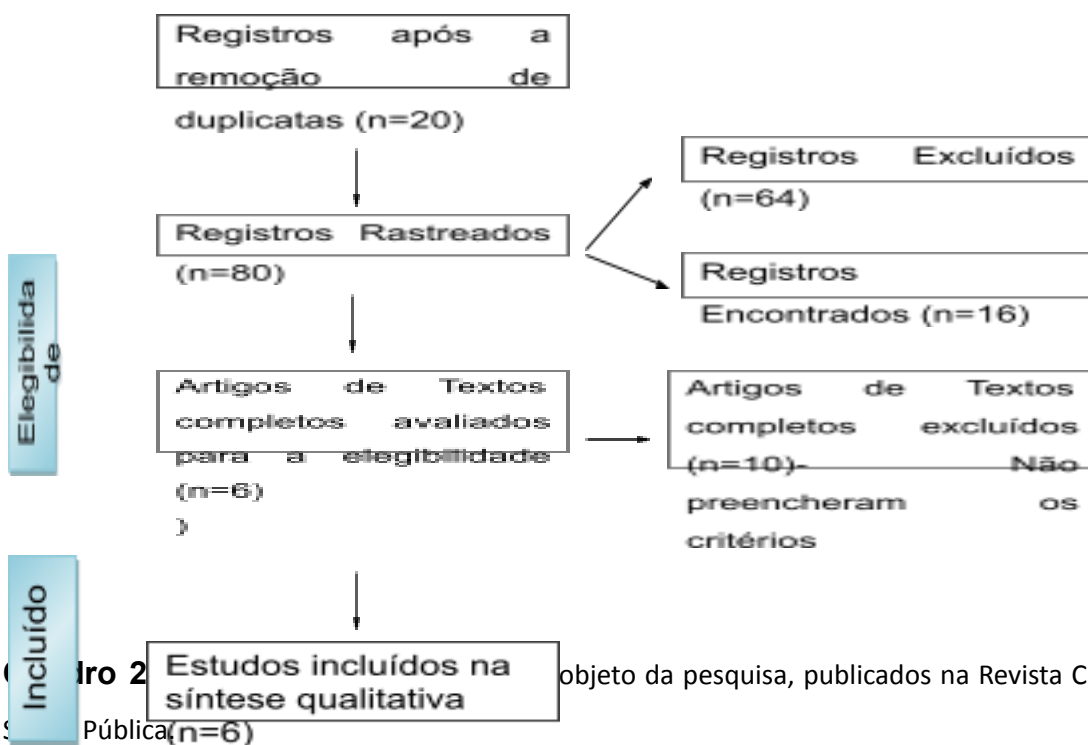 Registros após a
remoção de
duplicatas (n=20)
Registros Excluídos
(n=64)
Registros Rastreados
(n=80)
Registros
Encontrados (n=16)
Elegibilida
de
Artigos de Textos
completos avaliados
para a elegibilidade
(n=6)
)
Artigos de Textos
completos excluídos
(n=10)- Não
preencheram os
critérios
Incluído
Estudos incluídos na
síntese qualitativa
(n=6)
dro 2
objeto da pesquisa, publicados na Revista C
Pública